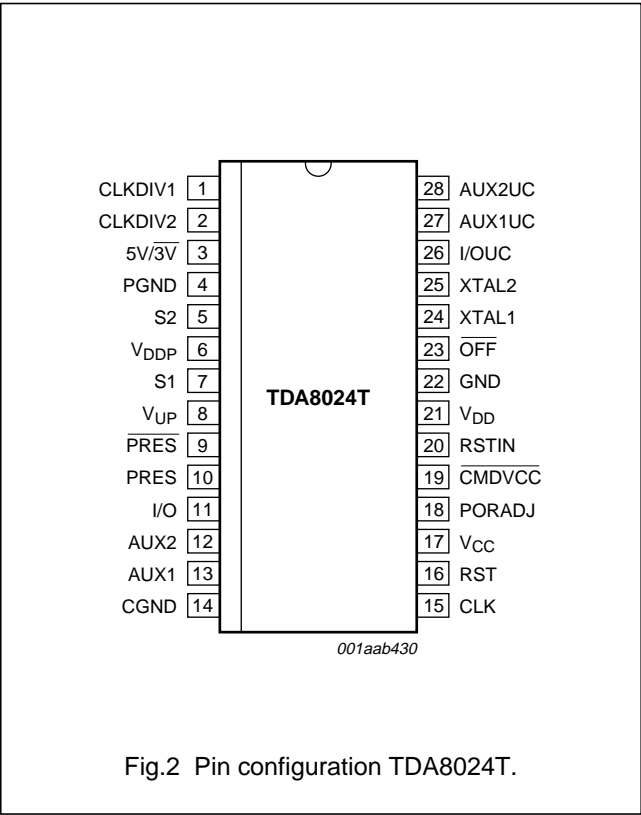 CLKDIV1 1
CLKDIV2 2
5V/3V̅ 3
PGND 4
S2 5
VDDP 6
S1 7
VUP 8
P̅R̅E̅S̅ 9
PRES 10
I/O 11
AUX2 12
AUX1 13
CGND 14
TDA8024T
28 AUX2UC
27 AUX1UC
26 I/OUC
25 XTAL2
24 XTAL1
23 O̅F̅F̅
22 GND
21 VDD
20 RSTIN
19 C̅M̅D̅V̅C̅C̅
18 PORADJ
17 VCC
16 RST
15 CLK
001aab430
Fig.2 Pin configuration TDA8024T.